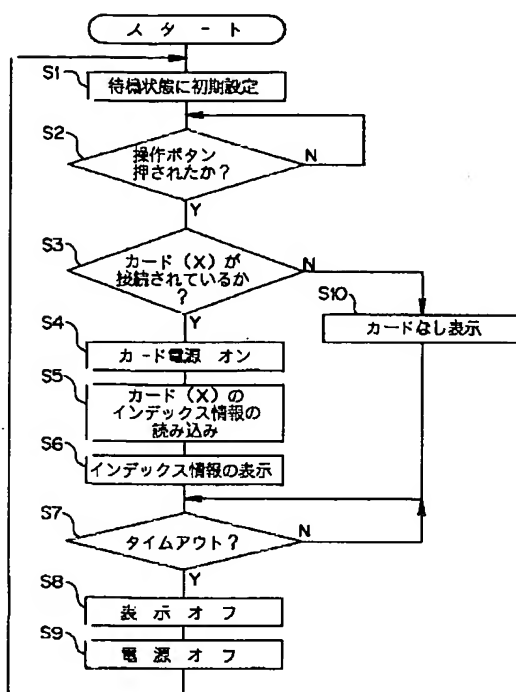 スタート
S1
待機状態に初期設定
S2
操作ボタン
押されたか?
N
Y
S3
カード (X) が
接続されているか
?
N
Y
S10
カードなし表示
S4
カード電源 オン
S5
カード (X) の
インデックス情報の
読み込み
S6
インデックス情報の表示
S7
タイムアウト?
N
Y
S8
表示オフ
S9
電源オフ